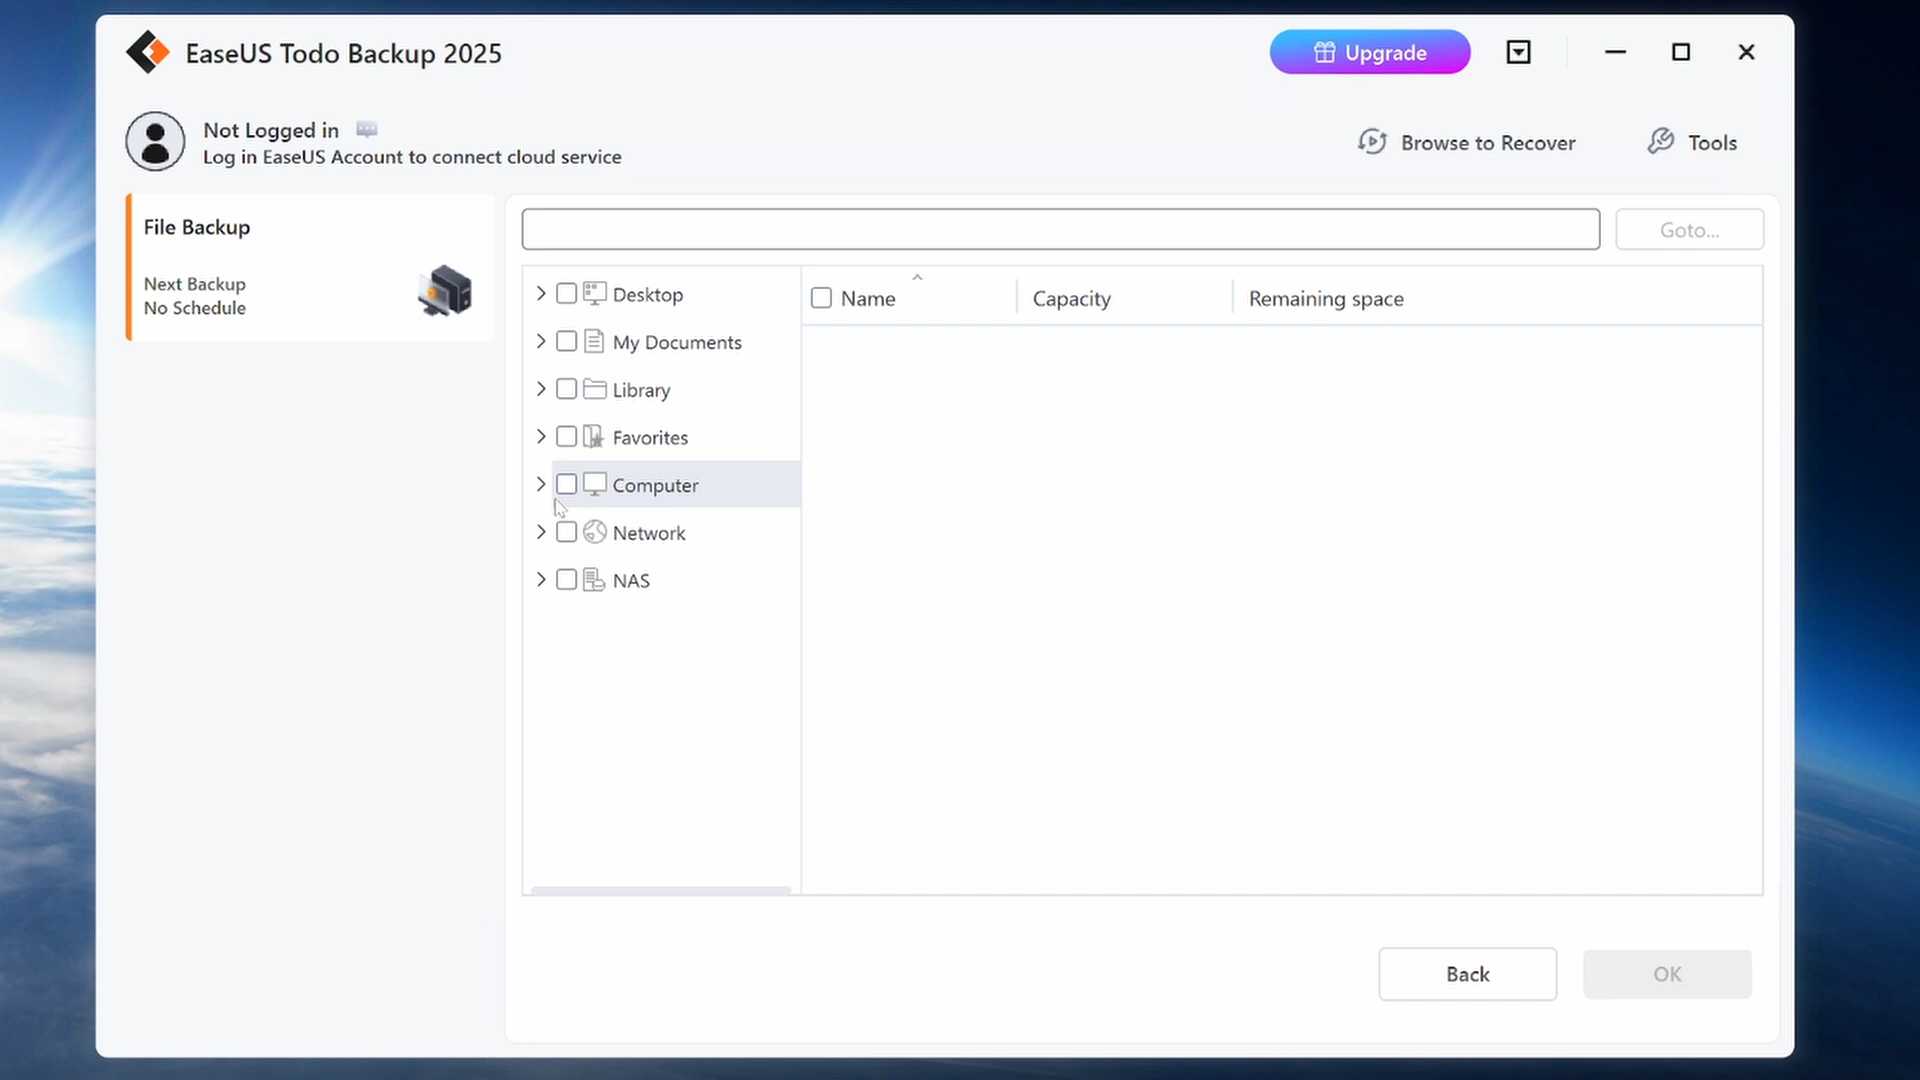 EaseUS Todo Backup 2025
Upgrade
Not Logged in
Log in EaseUS Account to connect cloud service
Browse to Recover
Tools
File Backup
Next Backup
No Schedule
Goto...
Desktop
My Documents
Library
Favorites
Computer
Network
NAS
Name
Capacity
Remaining space
Back
OK